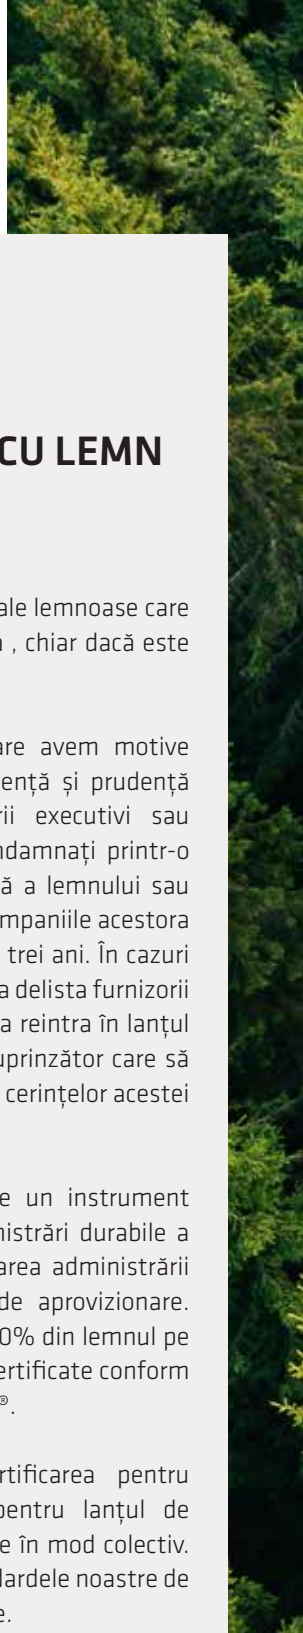 CU LEMN
ale lemnoase care
, chiar dacă este
are avem motive
ență și prudență
rii executivi sau
ndamnați printr-o
ă a lemnului sau
mpaniile acestora
trei ani. În cazuri
a delista furnizorii
a reintra în lanțul
uprinzător care să
cerințelor acestei
e un instrument
nistrări durabile a
area administrării
de aprovizionare.
0% din lemnul pe
ertificate conform
®.
rtificarea pentru
pentru lanțul de
e în mod colectiv.
dardele noastre de
e.